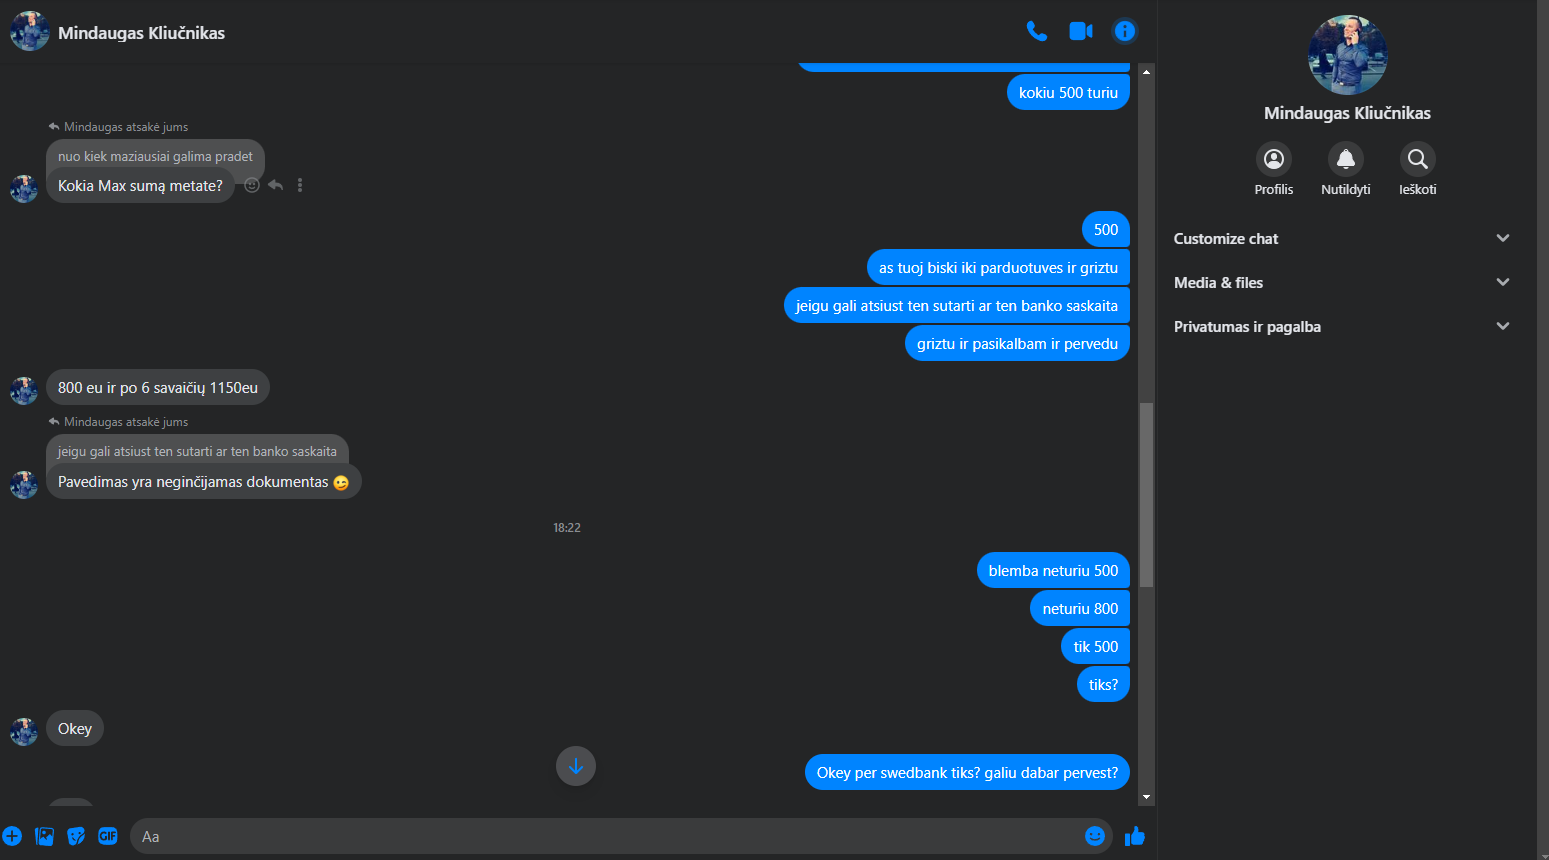 Mindaugas Kliučnikas
kokiu 500 turiu
Mindaugas atsakė jums
nuo kiek maziausiai galima pradet
Kokia Max sumą metate?
500
as tuoj biski iki parduotuves ir griztu
jeigu gali atsiust ten sutarti ar ten banko saskaita
griztu ir pasikalbam ir pervedu
800 eu ir po 6 savaičių 1150eu
Mindaugas atsakė jums
jeigu gali atsiust ten sutarti ar ten banko saskaita
Pavedimas yra neginčijamas dokumentas
18:22
blemba neturiu 500
neturiu 800
tik 500
tiks?
Okey
Okey per swedbank tiks? galiu dabar pervest?
GIF
Aa
Mindaugas Kliučnikas
Profilis
Nutildyti
Ieškoti
Customize chat
Media & files
Privatumas ir pagalba